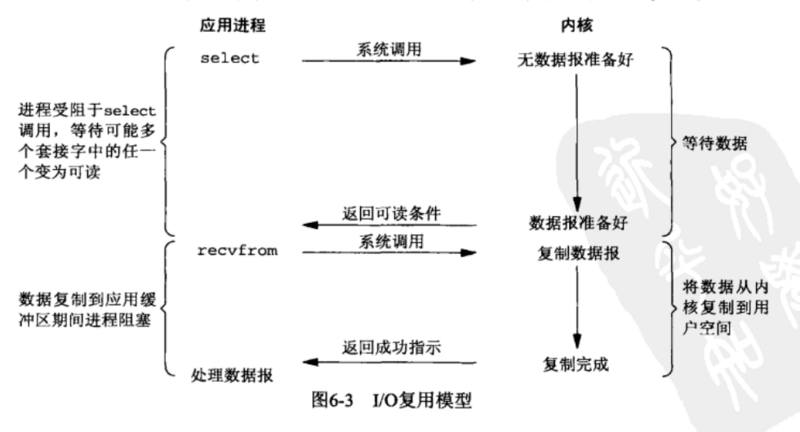 应用进程
内核
select
系统调用
无数据报准备好
进程受阻于select
调用，等待可能多
个套接字中的任一
个变为可读
等待数据
返回可读条件
数据报准备好
recvfrom
系统调用
复制数据报
数据复制到应用缓
冲区期间进程阻塞
将数据从内
核复制到用
户空间
返回成功指示
处理数据报
复制完成
图6-3 I/O复用模型